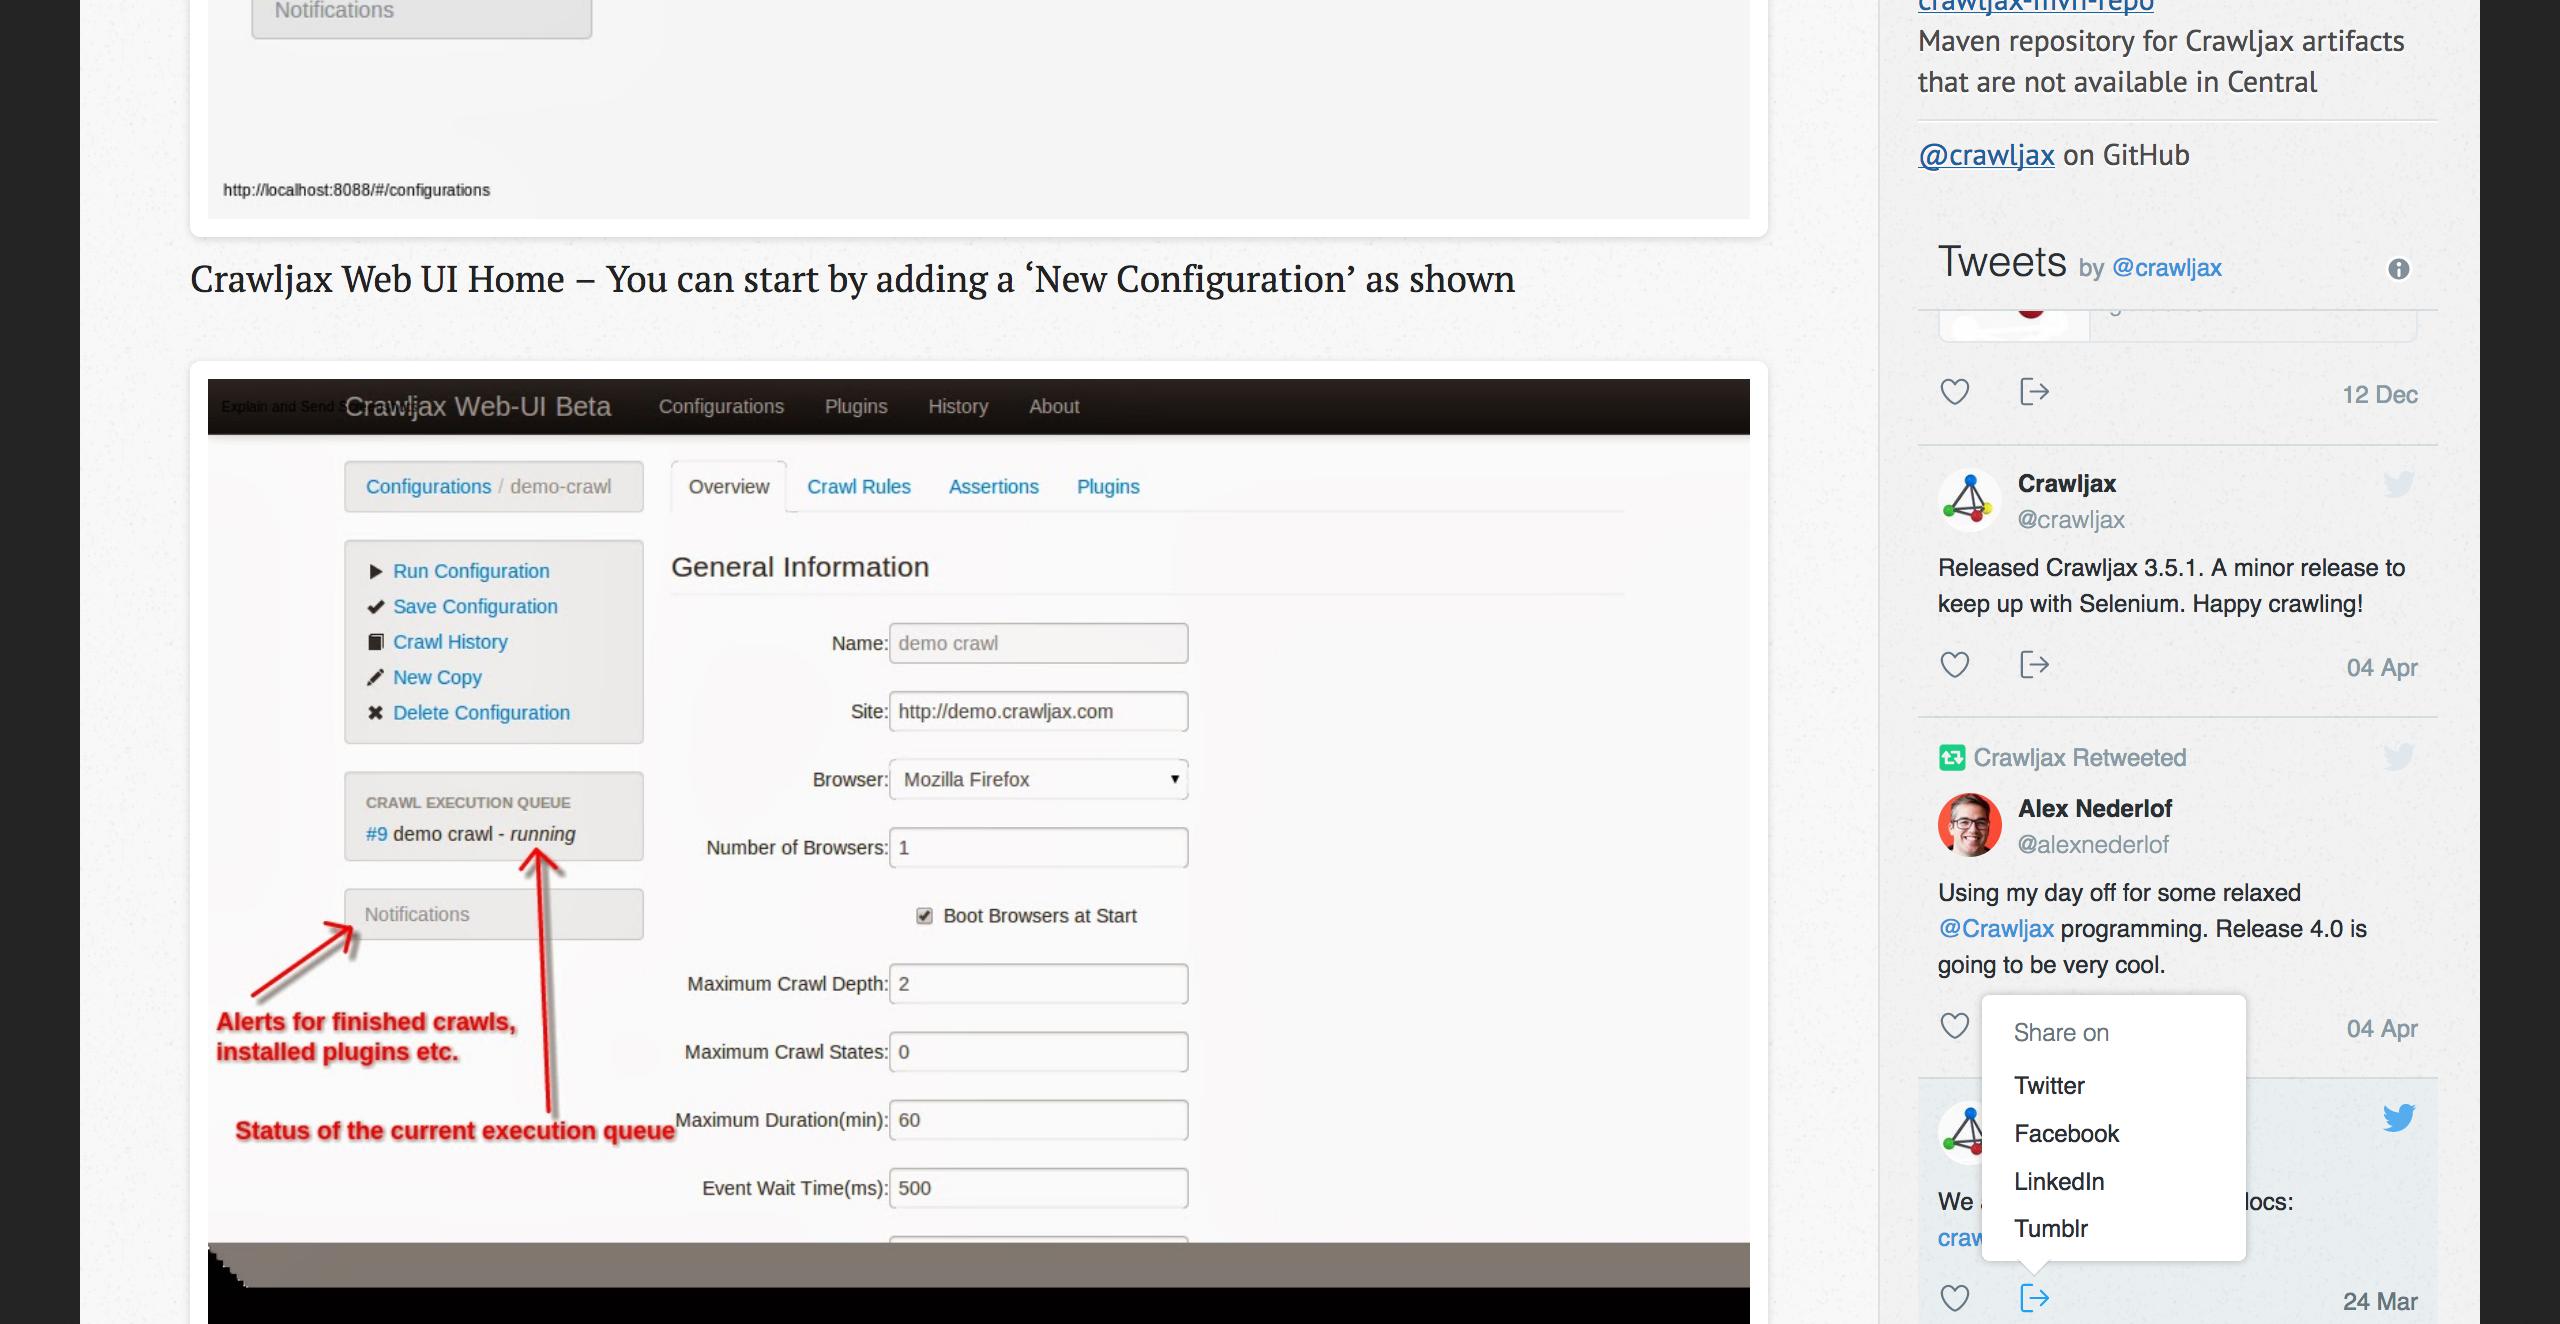 Notifications
http://localhost:8088/#/configurations
Crawljax Web UI Home – You can start by adding a ‘New Configuration’ as shown
Explain and Send
Crawljax Web-UI Beta
Configurations
Plugins
History
About
Configurations / demo-crawl
Run Configuration
Save Configuration
Crawl History
New Copy
Delete Configuration
CRAWL EXECUTION QUEUE
#9 demo crawl - running
Notifications
Alerts for finished crawls,
installed plugins etc.
Status of the current execution queue
Overview
Crawl Rules
Assertions
Plugins
General Information
Name: demo crawl
Site: http://demo.crawljax.com
Browser: Mozilla Firefox
Number of Browsers: 1
Boot Browsers at Start
Maximum Crawl Depth: 2
Maximum Crawl States: 0
Maximum Duration(min): 60
Event Wait Time(ms): 500
crawljax-mvn-repo
Maven repository for Crawljax artifacts
that are not available in Central
@crawljax on GitHub
Tweets by @crawljax
12 Dec
Crawljax
@crawljax
Released Crawljax 3.5.1. A minor release to
keep up with Selenium. Happy crawling!
04 Apr
Crawljax Retweeted
Alex Nederlof
@alexnederlof
Using my day off for some relaxed
@Crawljax programming. Release 4.0 is
going to be very cool.
04 Apr
Share on
Twitter
Facebook
LinkedIn
Tumblr
We
24 Mar